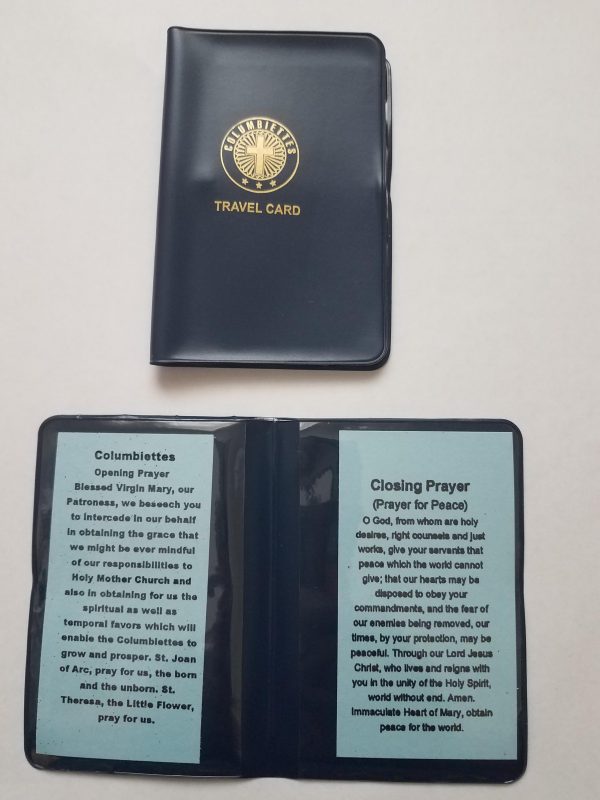 COLUMBIETTES
TRAVEL CARD
Columbiettes
Opening Prayer
Blessed Virgin Mary, our
Patroness, we beseech you
to intercede in our behalf
in obtaining the grace that
we might be ever mindful
of our responsibilities to
Holy Mother Church and
also in obtaining for us the
spiritual as well as
temporal favors which will
enable the Columbiettes to
grow and prosper. St. Joan
of Arc, pray for us, the born
and the unborn. St.
Theresa, the Little Flower,
pray for us.
Closing Prayer
(Prayer for Peace)
O God, from whom are holy
desires, right counsels and just
works, give your servants that
peace which the world cannot
give; that our hearts may be
disposed to obey your
commandments, and the fear of
our enemies being removed, our
times, by your protection, may be
peaceful. Through our Lord Jesus
Christ, who lives and reigns with
you in the unity of the Holy Spirit,
world without end. Amen.
Immaculate Heart of Mary, obtain
peace for the world.